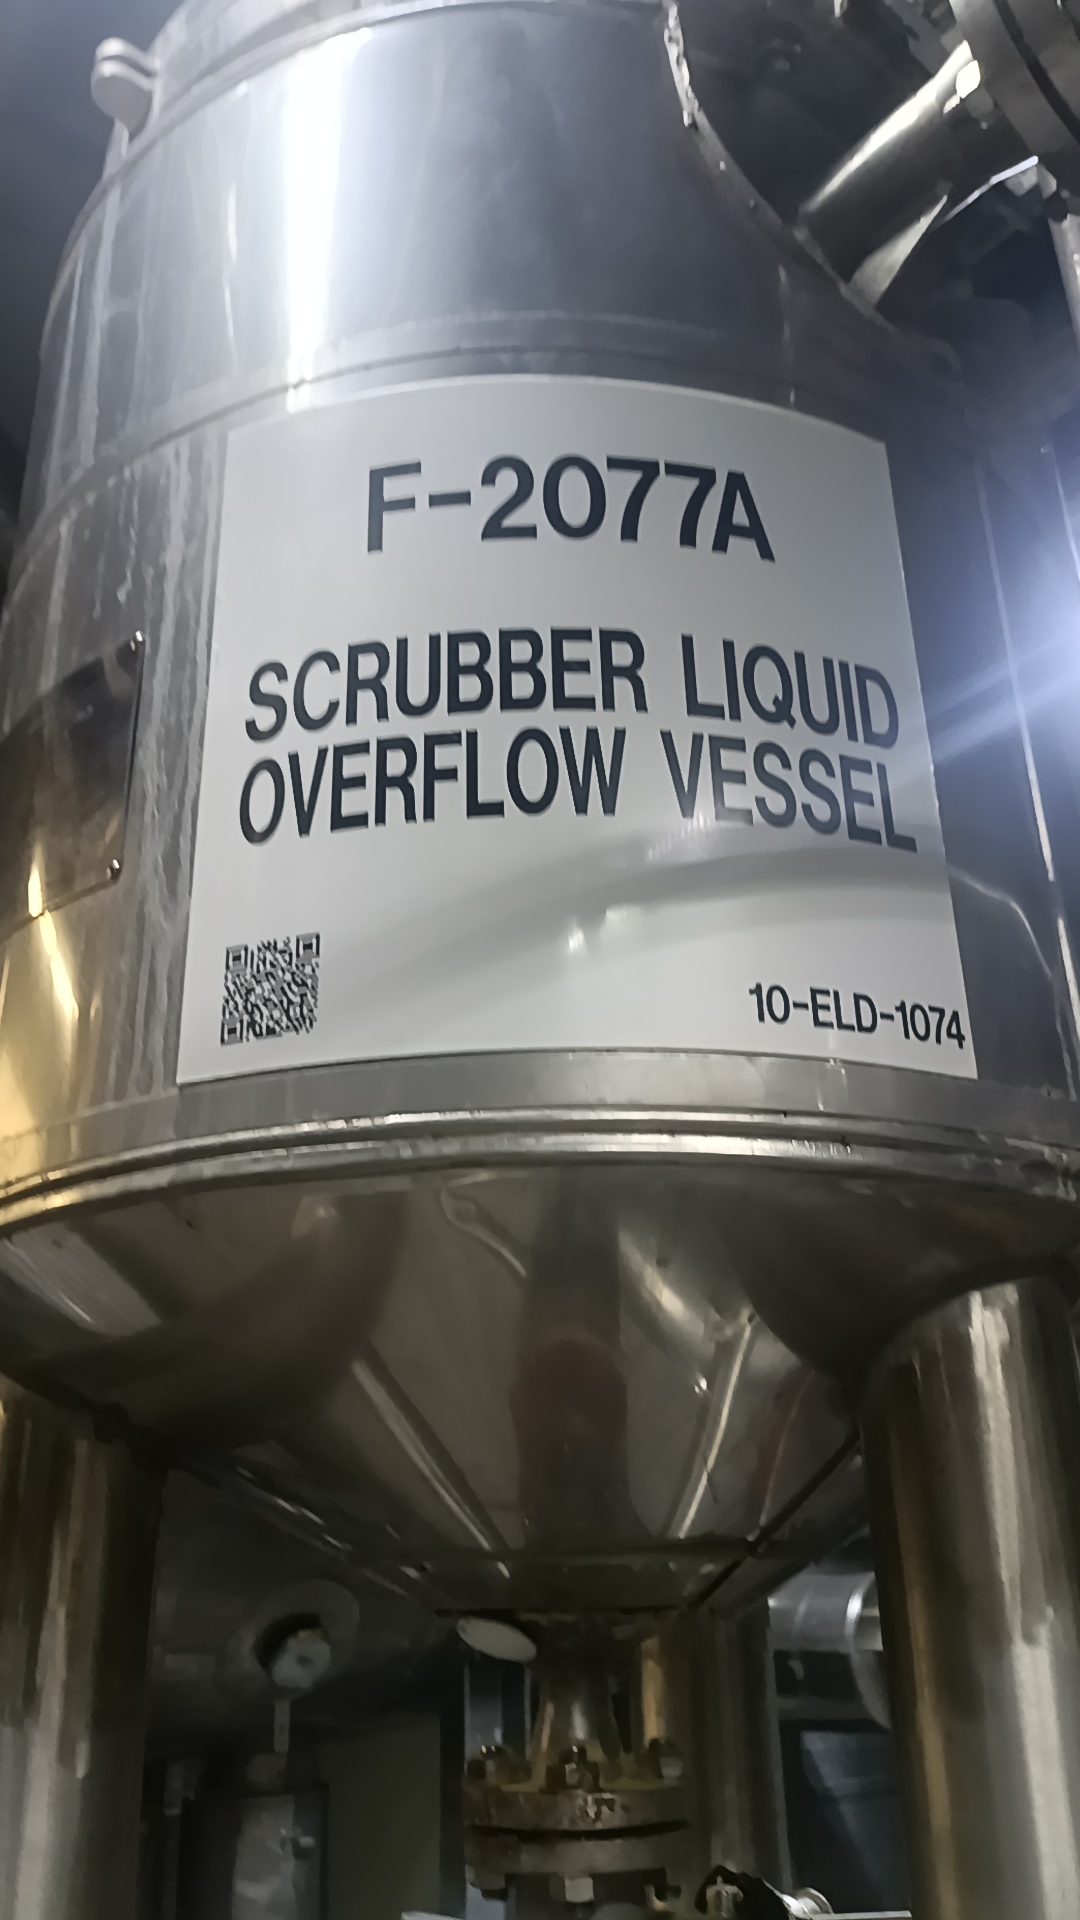 F-2077A
SCRUBBER LIQUID
OVERFLOW VESSEL
10-ELD-1074